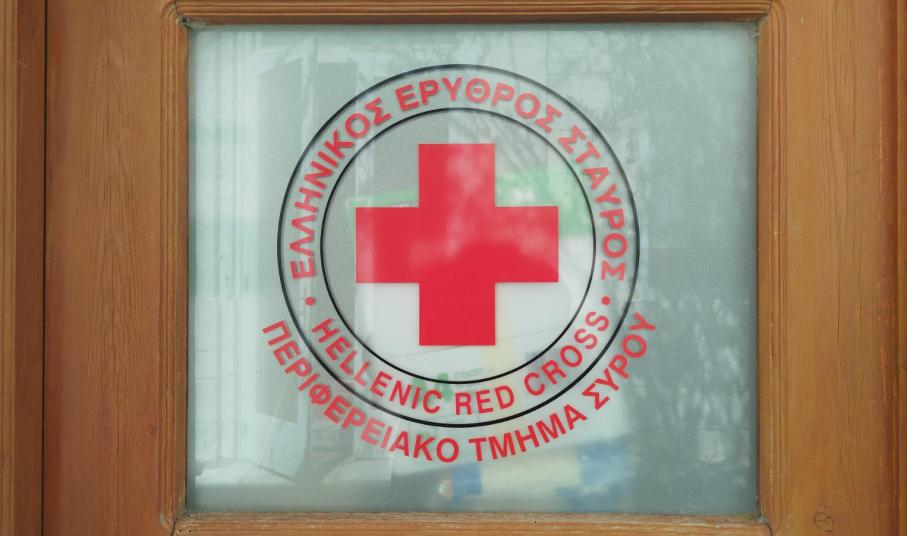 ΕΛΛΗΝΙΚΟΣ ΕΡΥΘΡΟΣ ΣΤΑΥΡΟΣ
• HELLENIC RED CROSS •
ΠΕΡΙΦΕΡΕΙΑΚΟ ΤΜΗΜΑ ΣΥΡΟΥ